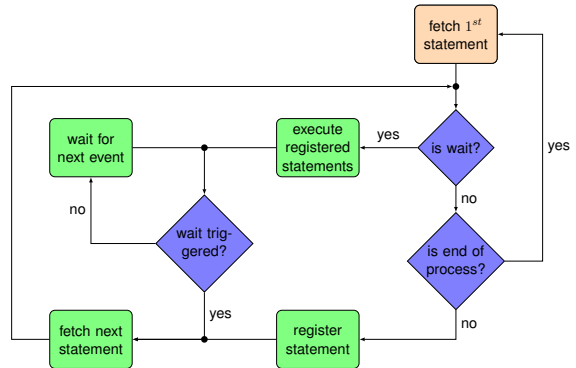 fetch 1st
statement
wait for
next event
execute
registered
statements
yes
is wait?
yes
no
no
wait trig-
gered?
is end of
process?
yes
no
fetch next
statement
register
statement